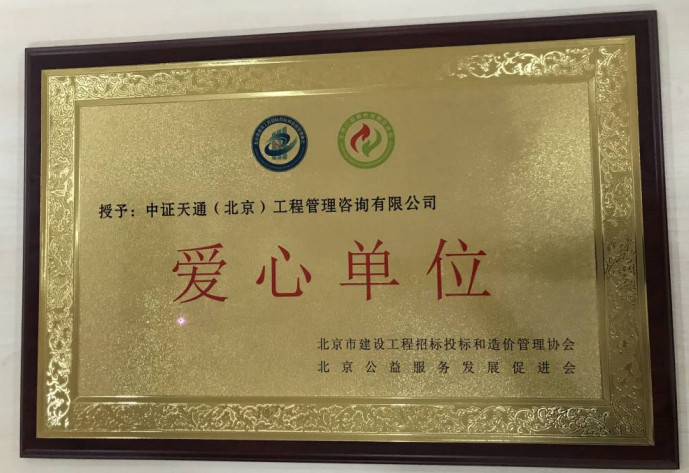 授予：中证天通（北京）工程管理咨询有限公司
爱心单位
北京市建设工程招标投标和造价管理协会
北京公益服务发展促进会